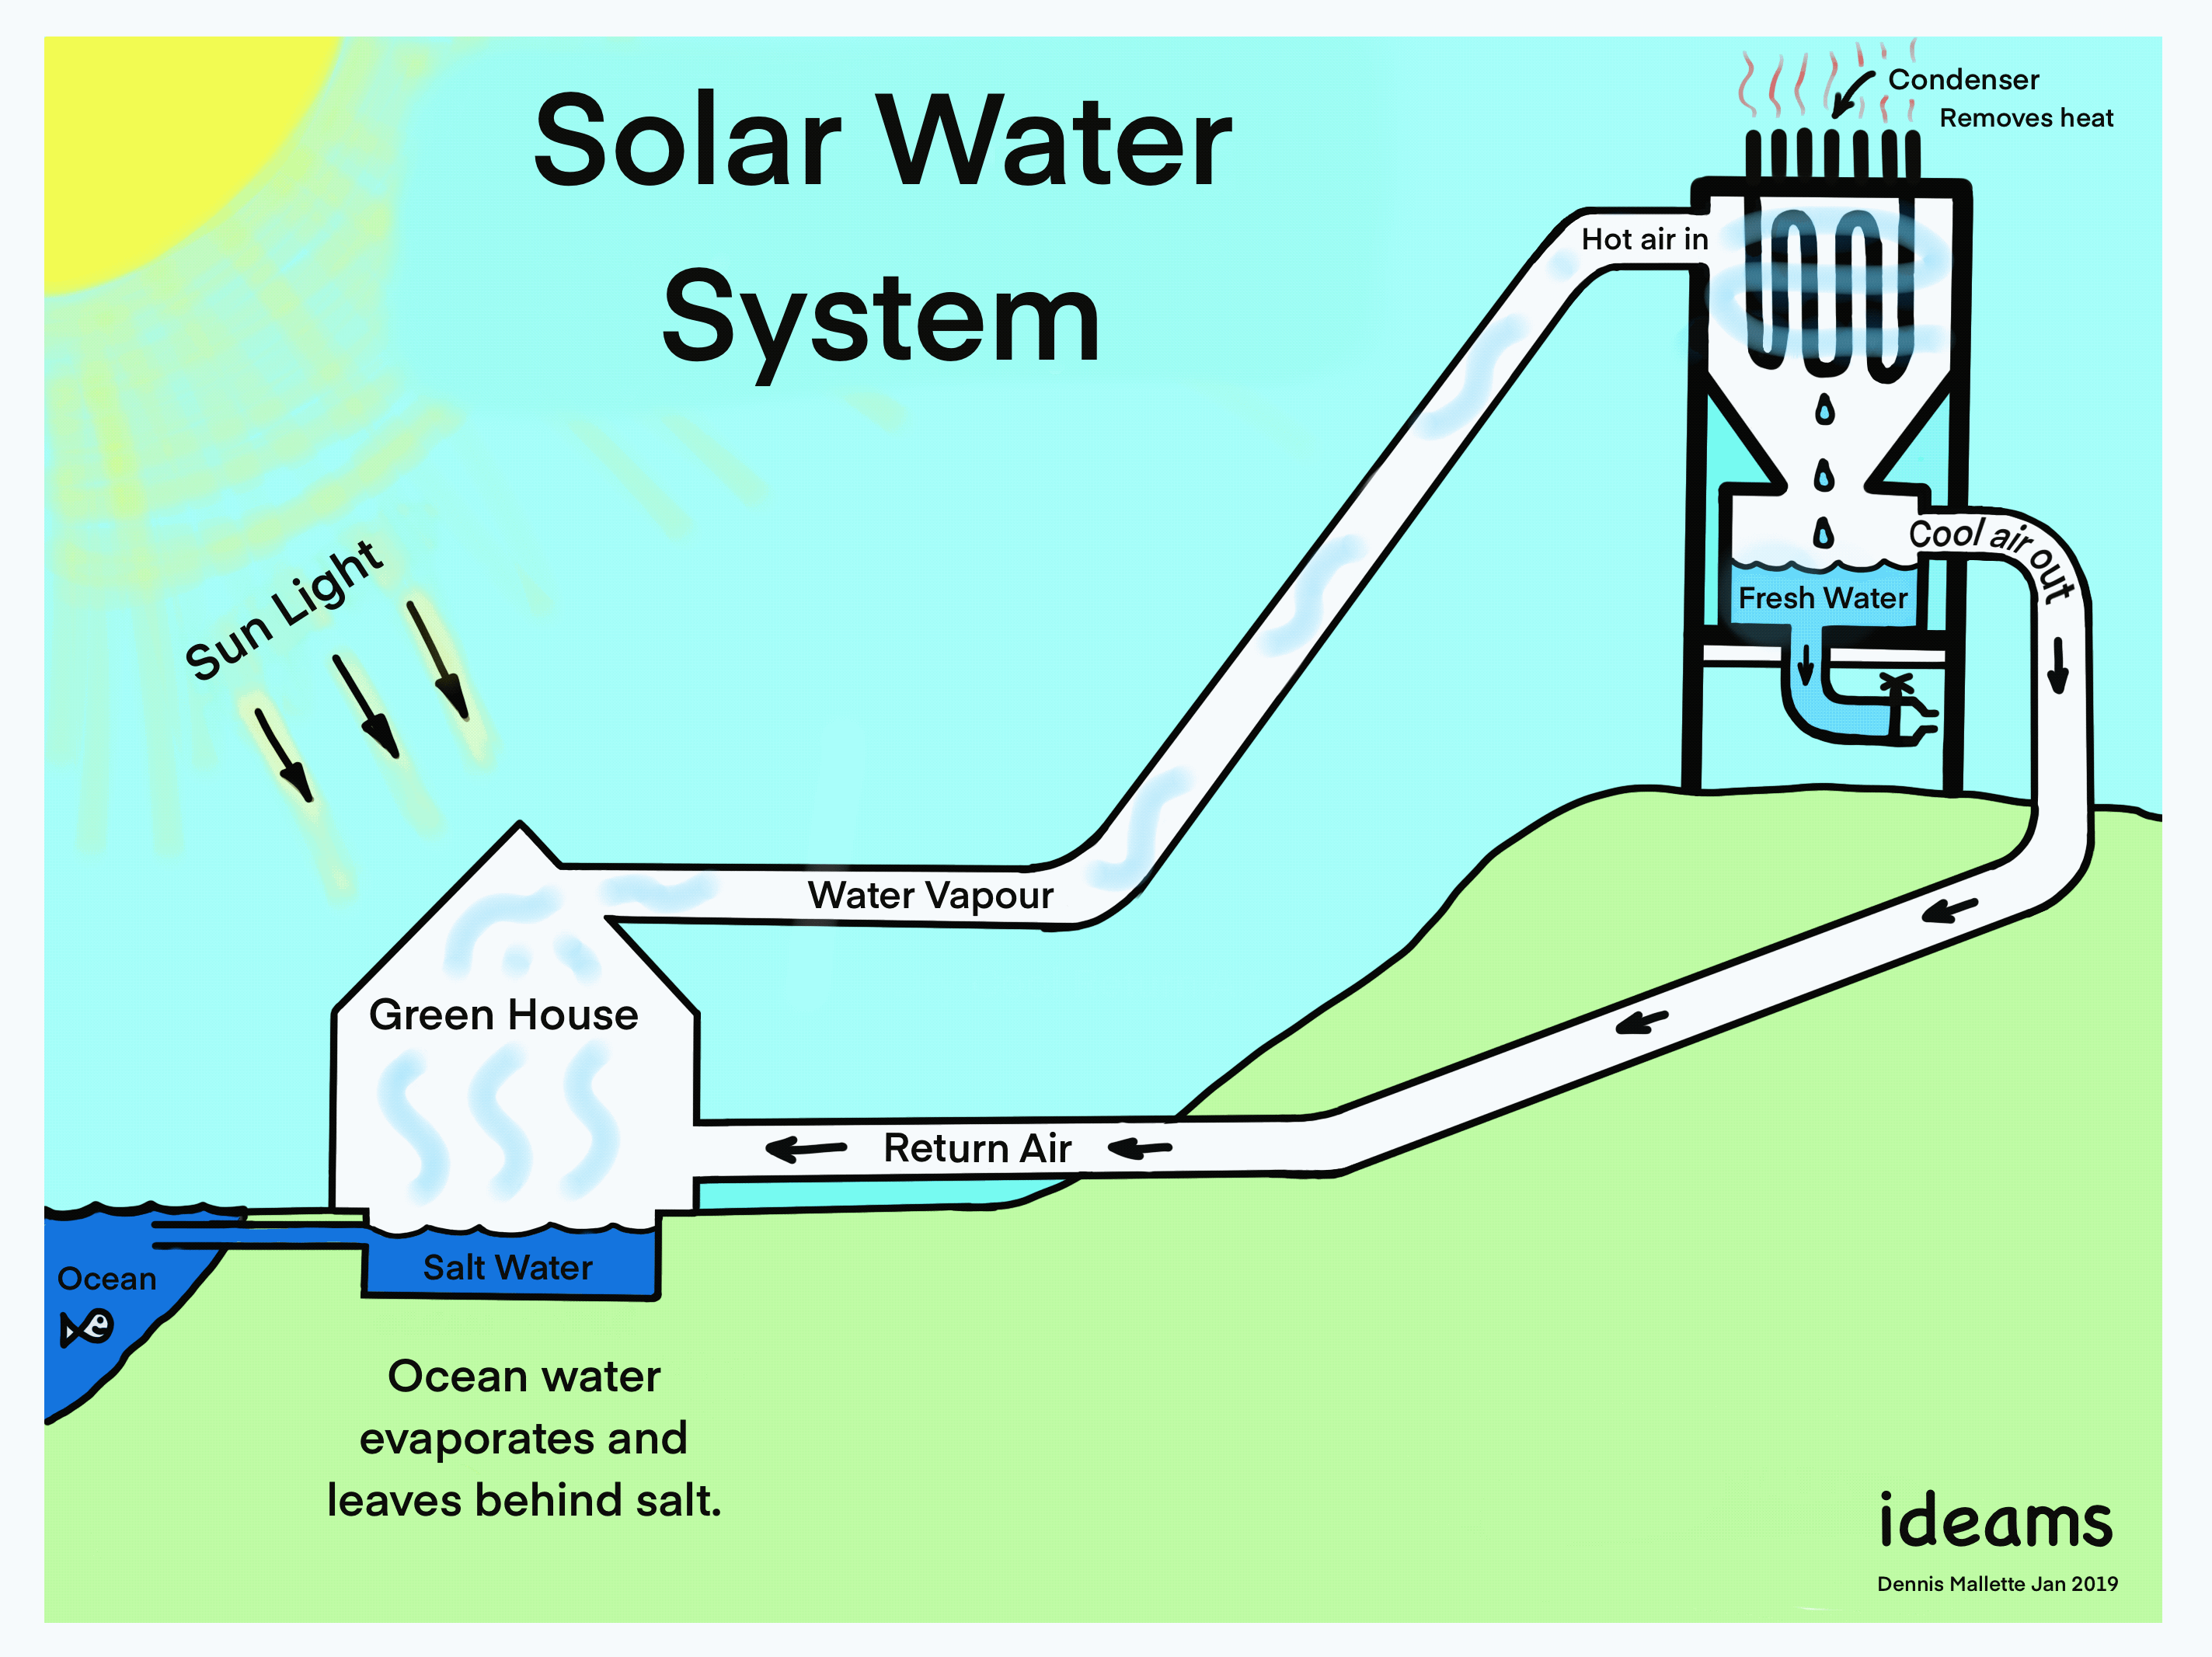 Solar Water
System
Condenser
Removes heat
Hot air in
Cool air out
Fresh Water
Sun Light
Water Vapour
Green House
Return Air
Salt Water
Ocean
Ocean water
evaporates and
leaves behind salt.
ideams
Dennis Mallette Jan 2019